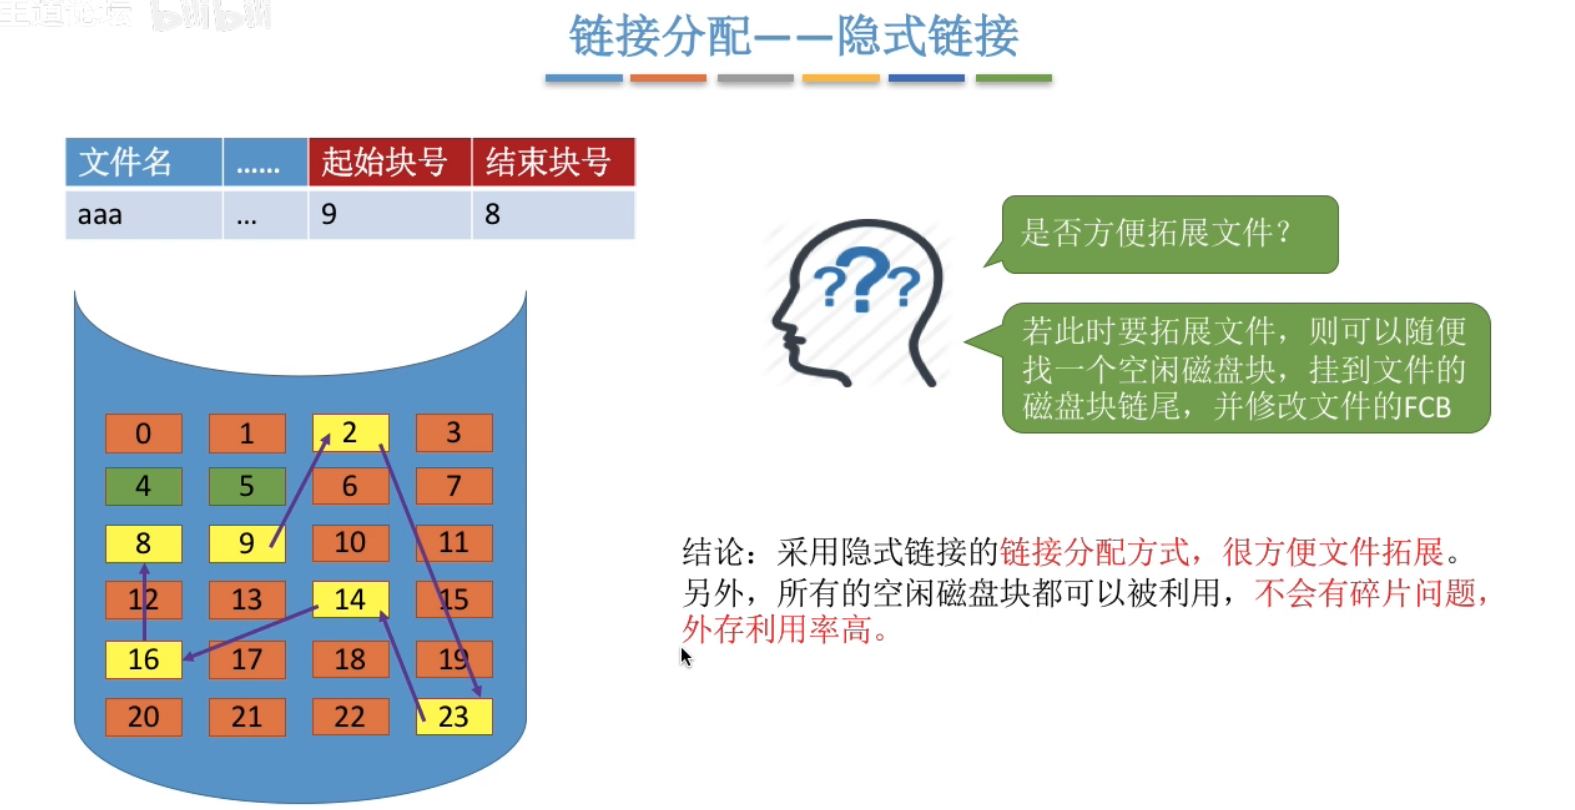 王道论坛 bilibili
链接分配——隐式链接
文件名 …… 起始块号 结束块号
aaa … 9 8
是否方便拓展文件？
若此时要拓展文件，则可以随便
找一个空闲磁盘块，挂到文件的
磁盘块链尾，并修改文件的FCB
???
0 1 2 3
4 5 6 7
8 9 10 11
12 13 14 15
16 17 18 19
20 21 22 23
结论：采用隐式链接的链接分配方式，很方便文件拓展。
另外，所有的空闲磁盘块都可以被利用，不会有碎片问题，
外存利用率高。